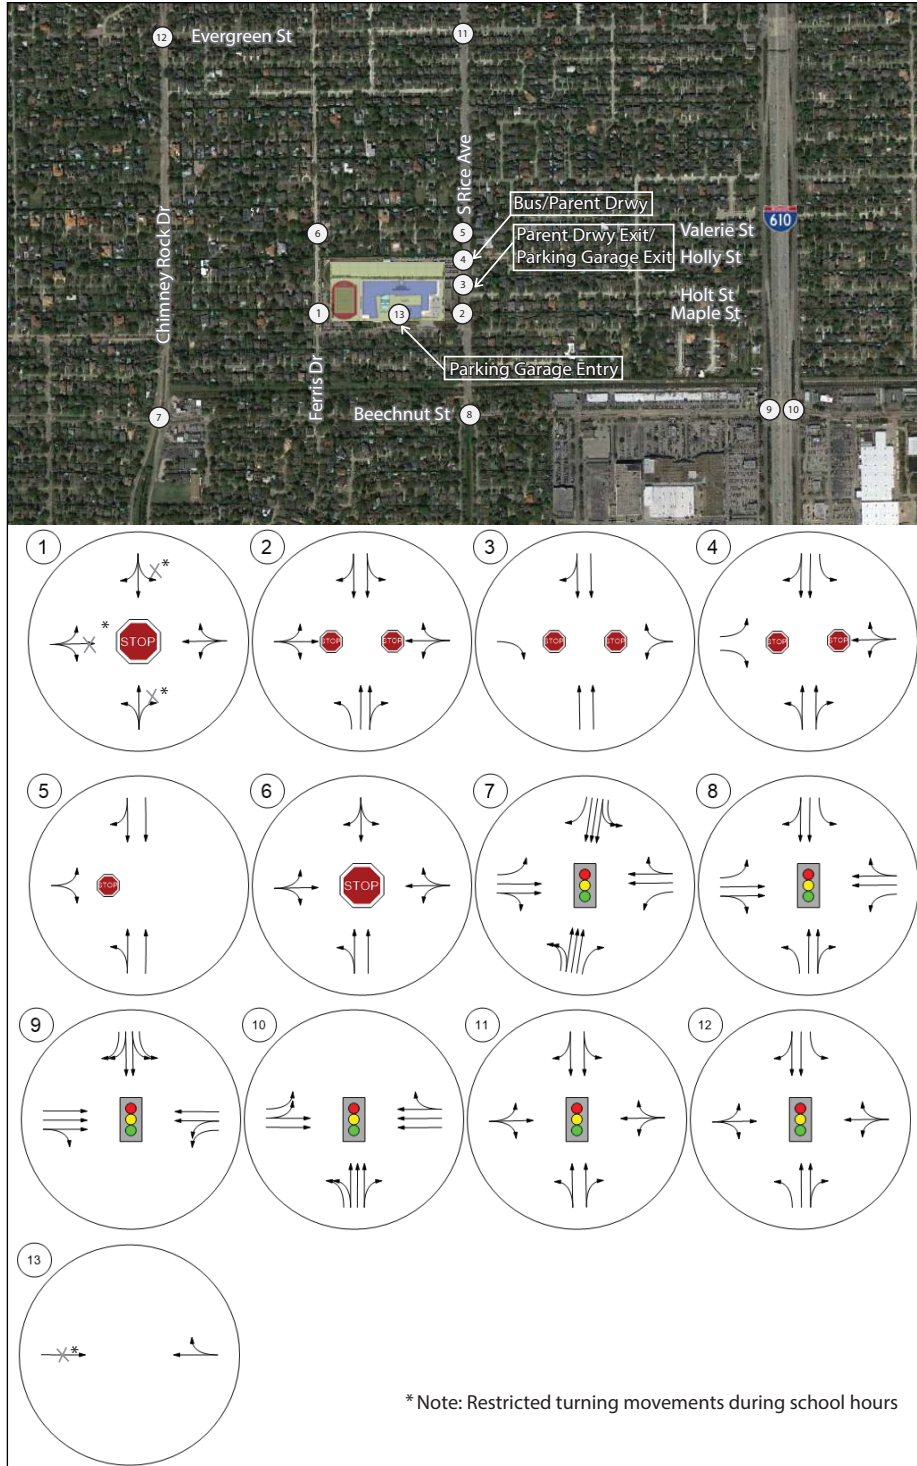 12
Evergreen St
11
Chimney Rock Dr
S Rice Ave
Bus/Parent Drwy
6
5
Valerie St
610
Parent Drwy Exit/
Parking Garage Exit
4
Holly St
3
Holt St
1
13
2
Maple St
Ferris Dr
Parking Garage Entry
7
Beechnut St
8
9
10
1
*
*
STOP
*
2
STOP
STOP
3
STOP
STOP
4
STOP
STOP
5
STOP
6
STOP
7
8
9
10
11
12
13
*
* Note: Restricted turning movements during school hours